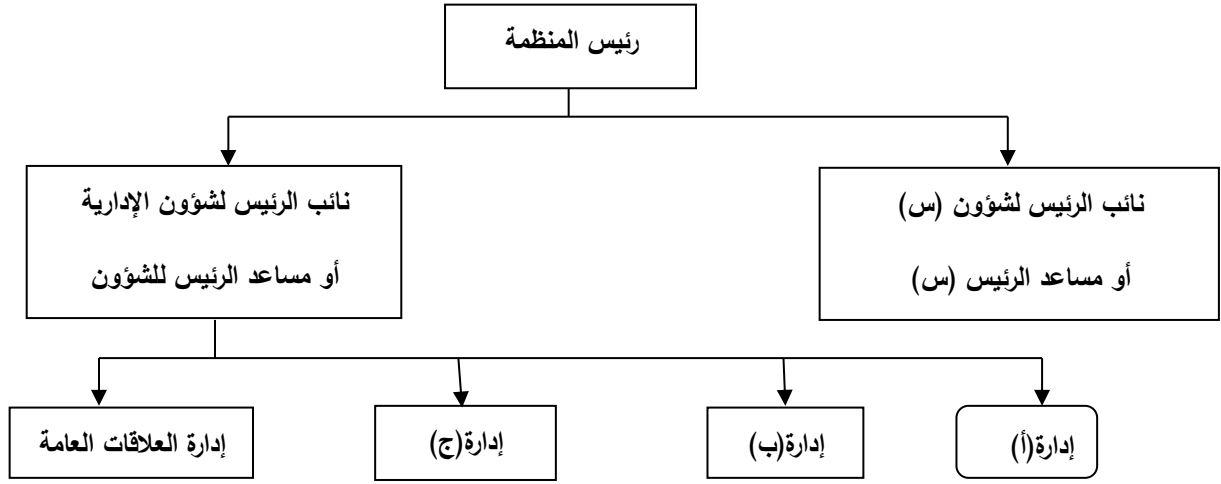 رئيس المنظمة
نائب الرئيس لشؤون (س)
أو مساعد الرئيس (س)
نائب الرئيس لشؤون الإدارية
أو مساعد الرئيس للشؤون
إدارة(أ)
إدارة(ب)
إدارة(ج)
إدارة العلاقات العامة